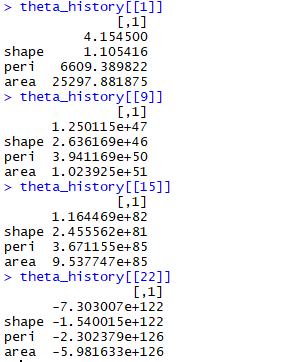 > theta_history[[1]]
[,1]
4.154500
shape 1.105416
peri 6609.389822
area 25297.881875
> theta_history[[9]]
[,1]
1.250115e+47
shape 2.636169e+46
peri 3.941169e+50
area 1.023925e+51
> theta_history[[15]]
[,1]
1.164469e+82
shape 2.455562e+81
peri 3.671155e+85
area 9.537747e+85
> theta_history[[22]]
[,1]
-7.303007e+122
shape -1.540015e+122
peri -2.302379e+126
area -5.981633e+126